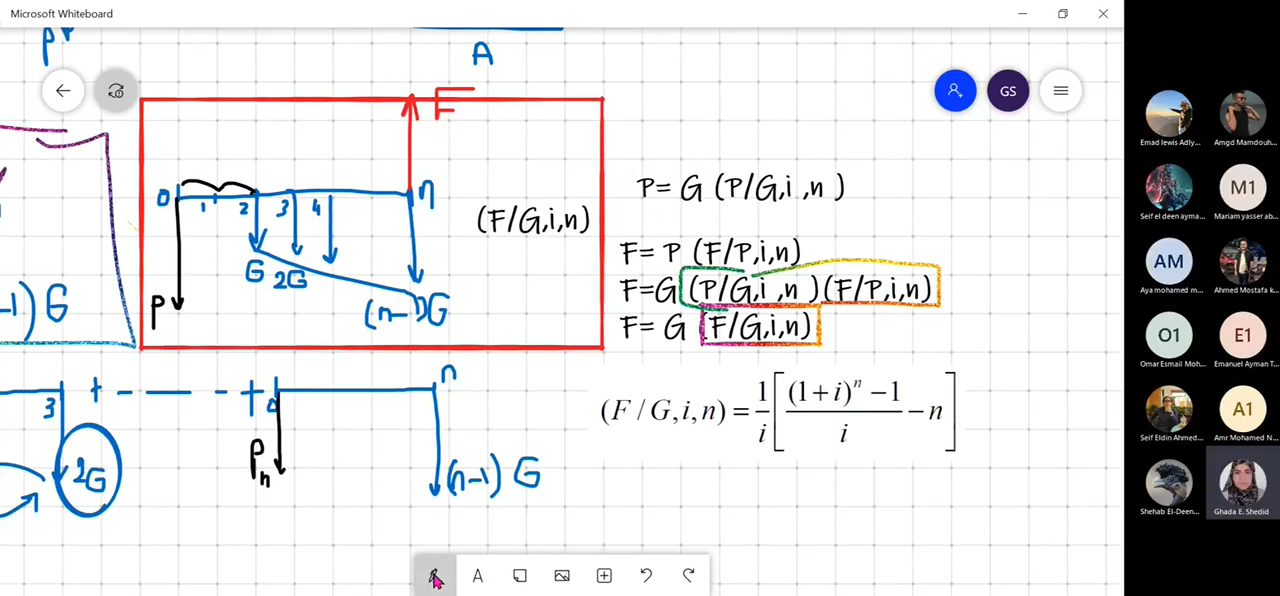 Microsoft Whiteboard
A
GS
F
0 1 2 3 4 n
(F/G,i,n)
G 2G
P
(n-1)G
-1) G
P = G (P/G,i,n)
F = P (F/P,i,n)
F=G (P/G,i,n)(F/P,i,n)
F= G (F/G,i,n)
(F/G,i,n) = 1/i [ ((1+i)^n − 1)/i − n ]
3 + - - - - + 0 n
2G
Pn
(n-1) G
A
Emad lewis Adly...
Amgd Mamdouh...
Seif el deen ayma...
M1
Mariam yasser ab...
AM
Aya mohamed m...
Ahmed Mostafa k...
O1
Omar Esmail Moh...
E1
Emanuel Ayman T...
Seif Eldin Ahmed...
A1
Amr Mohamed N...
Shehab El-Deen...
Ghada E. Shedid